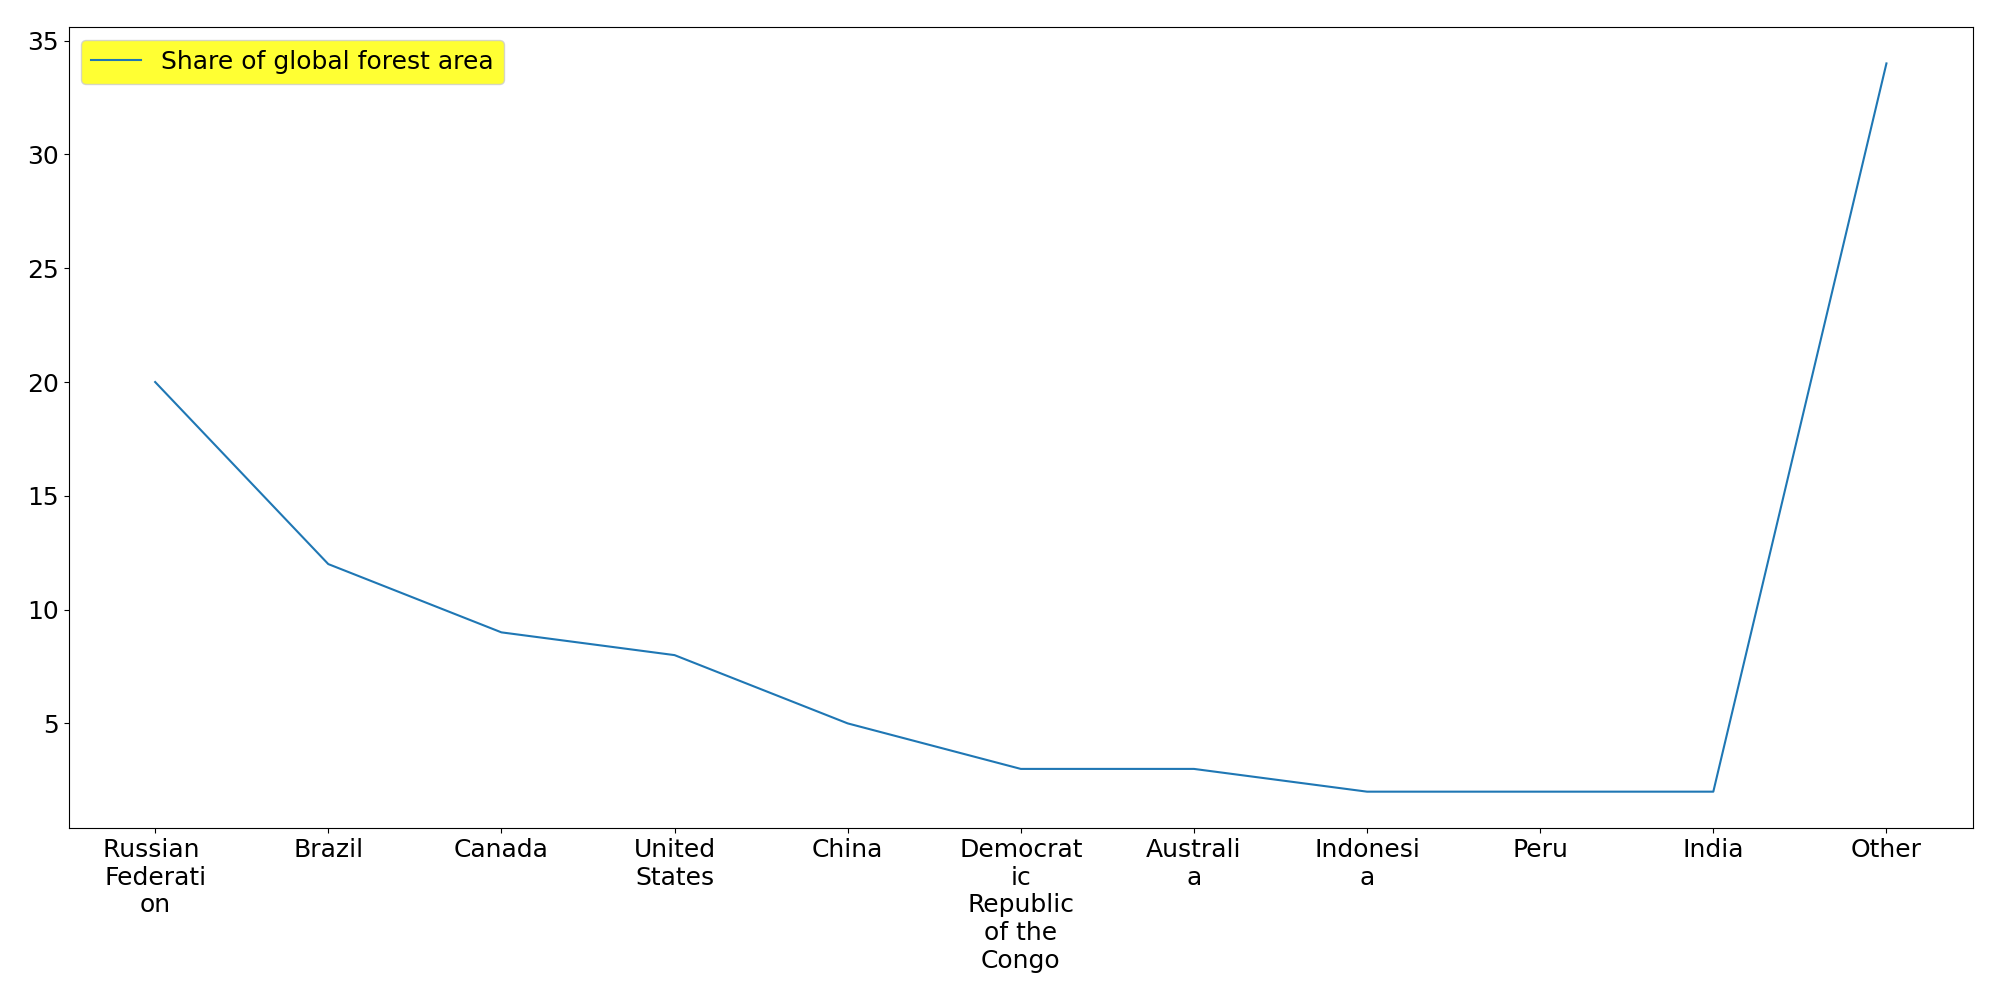 35
30
25
20
15
10
5
Share of global forest area
Russian
Federati
on
Brazil
Canada
United
States
China
Democrat
ic
Republic
of the
Congo
Australi
a
Indonesi
a
Peru
India
Other